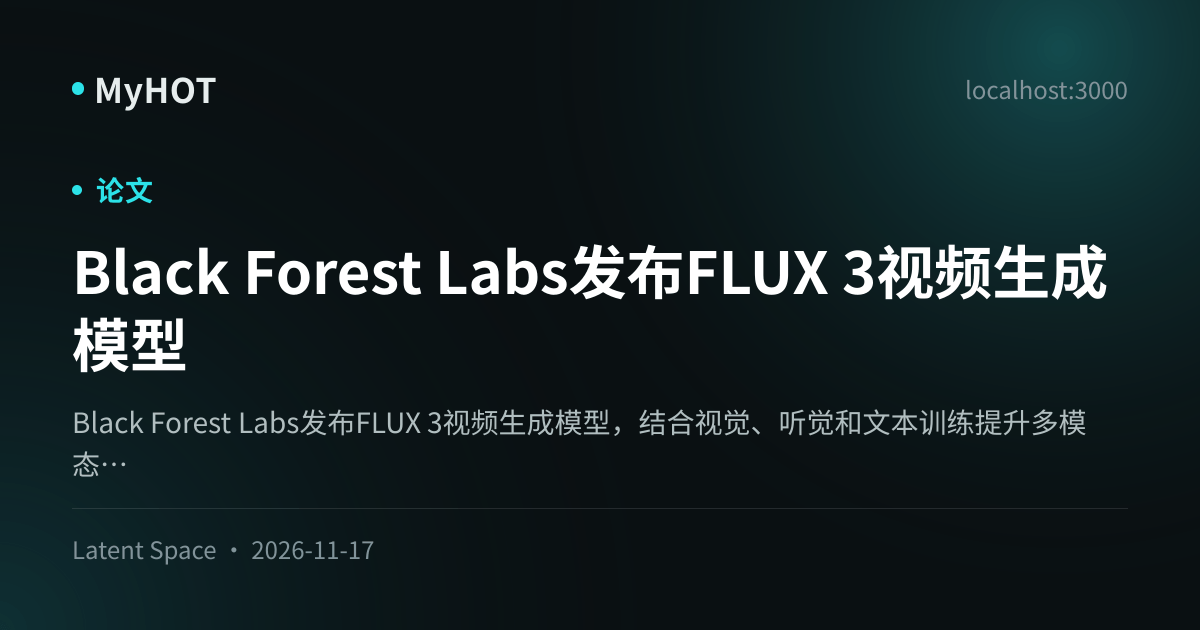 MyHOT
localhost:3000
论文
Black Forest Labs发布FLUX 3视频生成
模型
Black Forest Labs发布FLUX 3视频生成模型，结合视觉、听觉和文本训练提升多模
态…
Latent Space · 2026-11-17